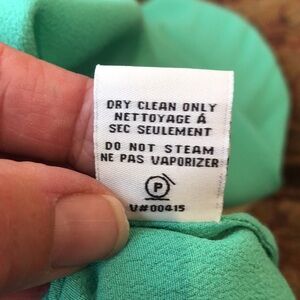 DRY CLEAN ONLY
NETTOYAGE Á
SEC SEULEMENT
DO NOT STEAM
NE PAS VAPORIZER
P
V#00415